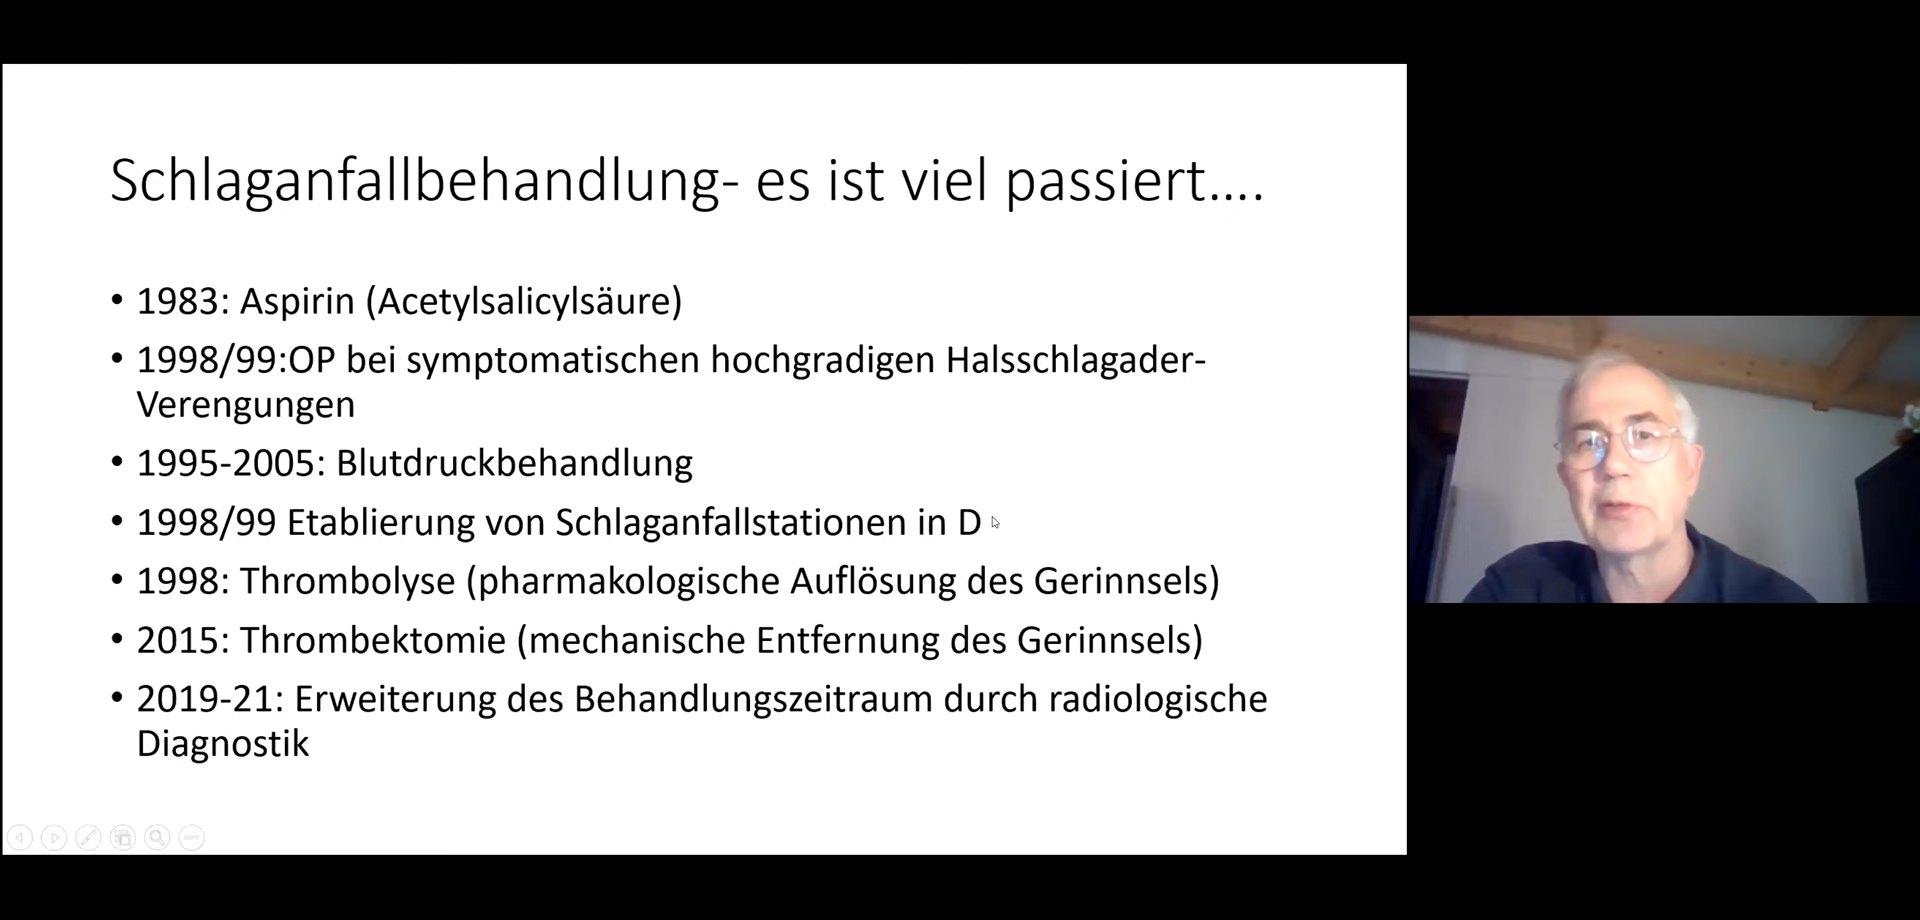 Schlaganfallbehandlung- es ist viel passiert....
• 1983: Aspirin (Acetylsalicylsäure)
• 1998/99:OP bei symptomatischen hochgradigen Halsschlagader-
Verengungen
• 1995-2005: Blutdruckbehandlung
• 1998/99 Etablierung von Schlaganfallstationen in D
• 1998: Thrombolyse (pharmakologische Auflösung des Gerinnsels)
• 2015: Thrombektomie (mechanische Entfernung des Gerinnsels)
• 2019-21: Erweiterung des Behandlungszeitraum durch radiologische
Diagnostik